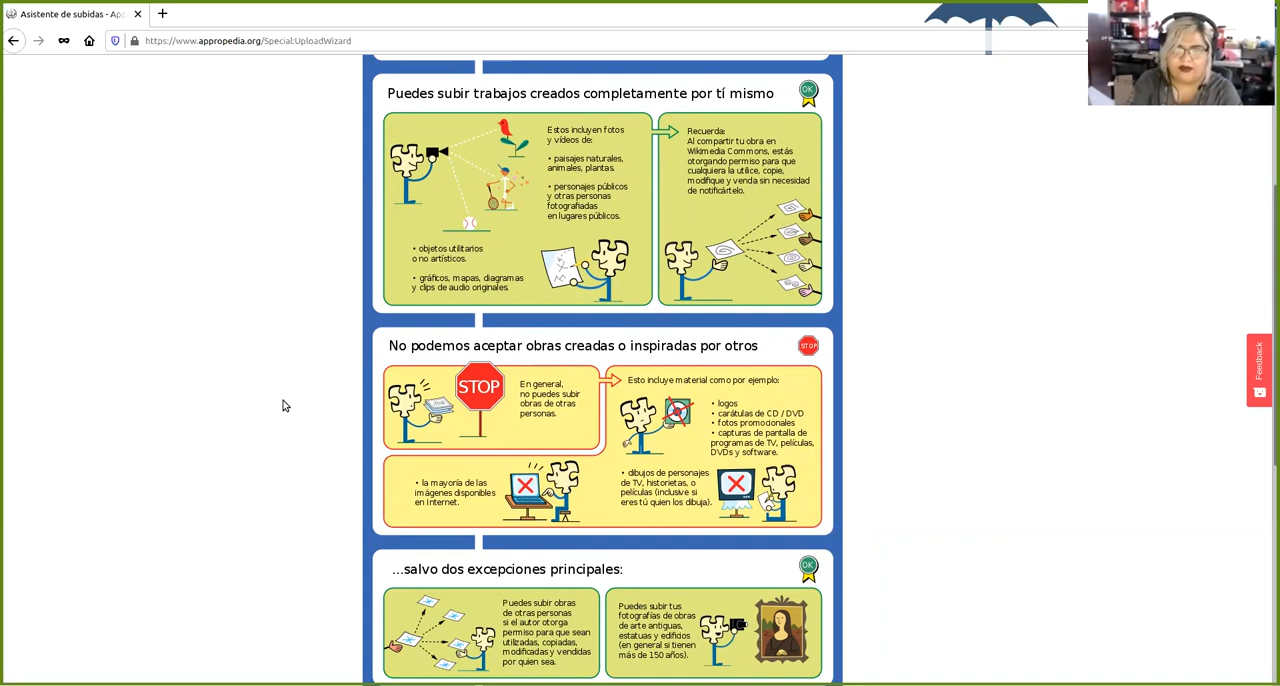 Asistente de subidas - App
https://www.appropedia.org/Special:UploadWizard
Puedes subir trabajos creados completamente por tí mismo
OK
Estos incluyen fotos
y vídeos de:
• paisajes naturales,
animales, plantas.
• personajes públicos
y otras personas
fotografiadas
en lugares públicos.
• objetos utilitarios
o no artísticos.
• gráficos, mapas, diagramas
y clips de audio originales.
Recuerda:
Al compartir tu obra en
Wikimedia Commons, estás
otorgando permiso para que
cualquiera la utilice, copie,
modifique y venda sin necesidad
de notificártelo.
No podemos aceptar obras creadas o inspiradas por otros
STOP
STOP
En general,
no puedes subir
obras de otras
personas.
Esto incluye material como por ejemplo:
• logos
• carátulas de CD / DVD
• fotos promocionales
• capturas de pantalla de
programas de TV, películas,
DVDs y software.
• la mayoría de las
imágenes disponibles
en Internet.
• dibujos de personajes
de TV, historietas, o
películas (inclusive si
eres tú quien los dibuja).
...salvo dos excepciones principales:
OK
Puedes subir obras
de otras personas
si el autor otorga
permiso para que sean
utilizadas, copiadas,
modificadas y vendidas
por quien sea.
Puedes subir tus
fotografías de obras
de arte antiguas,
estatuas y edificios
(en general si tienen
más de 150 años).
Feedback